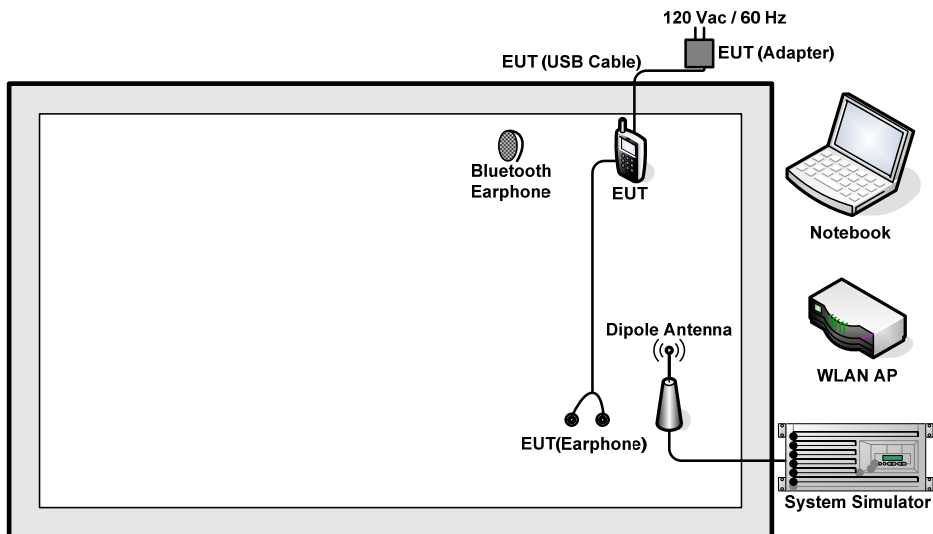 120 Vac / 60 Hz
EUT (USB Cable)
EUT (Adapter)
Bluetooth
Earphone
EUT
Notebook
Dipole Antenna
WLAN AP
EUT(Earphone)
System Simulator